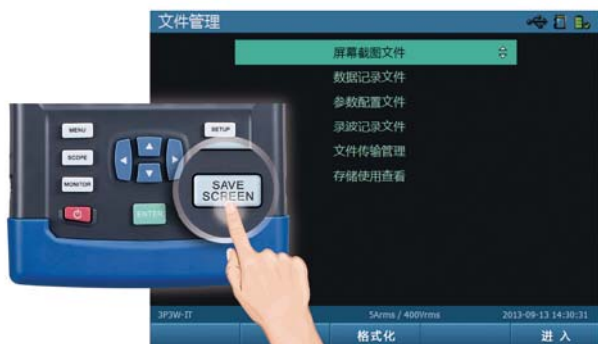 文件管理
屏幕截图文件
数据记录文件
参数配置文件
录波记录文件
文件传输管理
存储使用查看
MENU
SETUP
SCOPE
MONITOR
SAVE
SCREEN
ENTER
3P3W-IT
5Arms / 400Vrms
2013-09-13 14:30:31
格式化
进 入